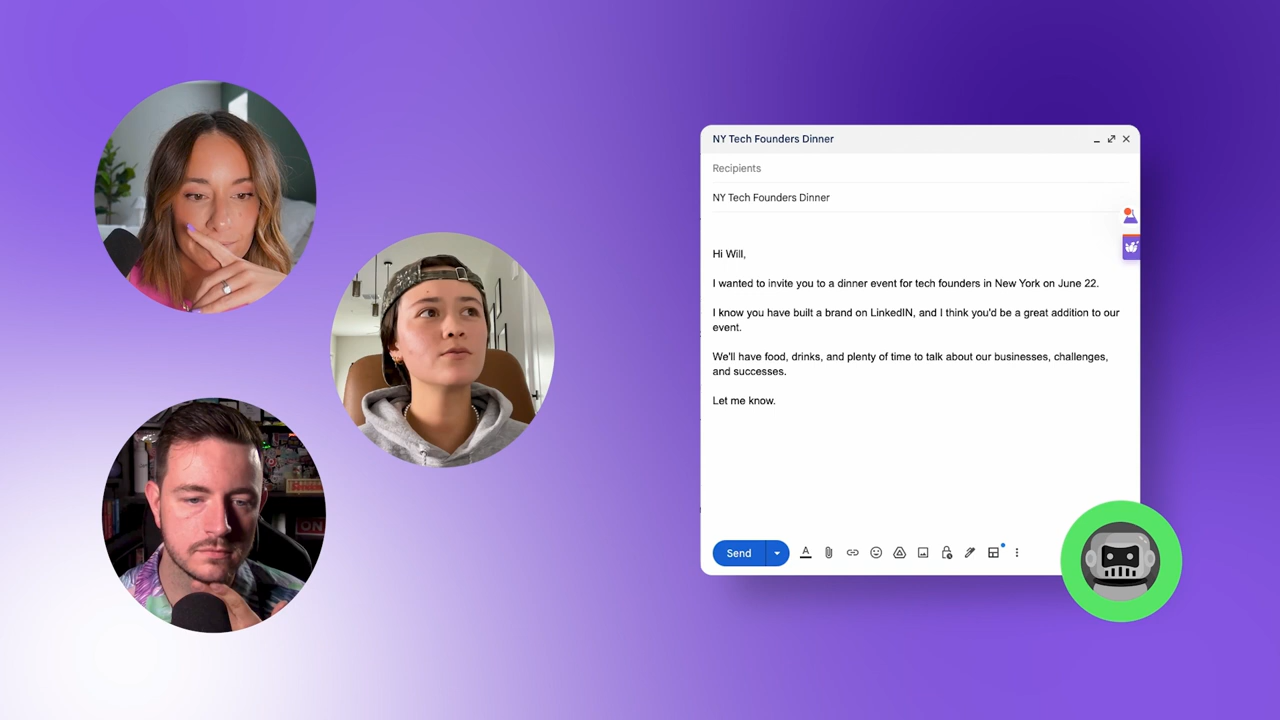 NY Tech Founders Dinner
Recipients
NY Tech Founders Dinner
Hi Will,
I wanted to invite you to a dinner event for tech founders in New York on June 22.
I know you have built a brand on LinkedIN, and I think you'd be a great addition to our
event.
We'll have food, drinks, and plenty of time to talk about our businesses, challenges,
and successes.
Let me know.
Send
ON